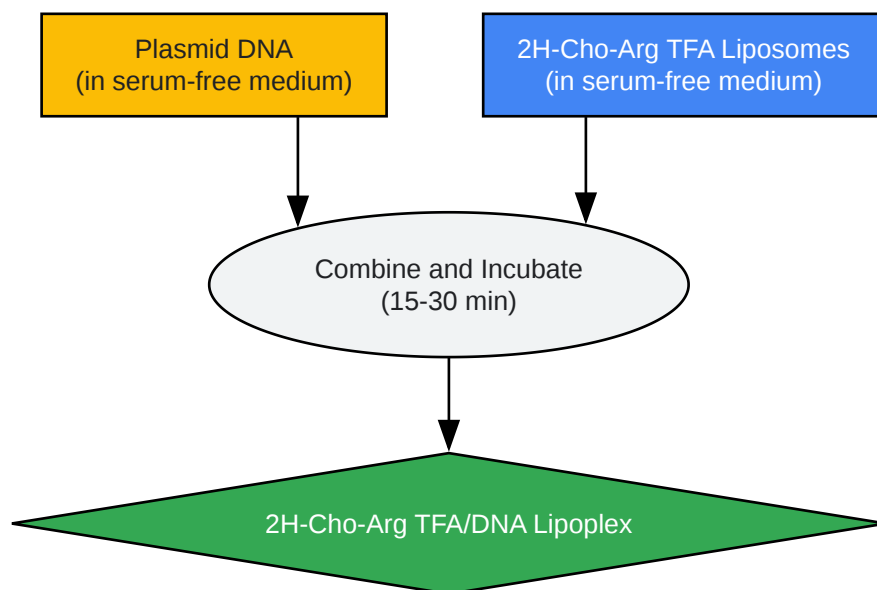 Plasmid DNA
(in serum-free medium)
2H-Cho-Arg TFA Liposomes
(in serum-free medium)
Combine and Incubate
(15-30 min)
2H-Cho-Arg TFA/DNA Lipoplex